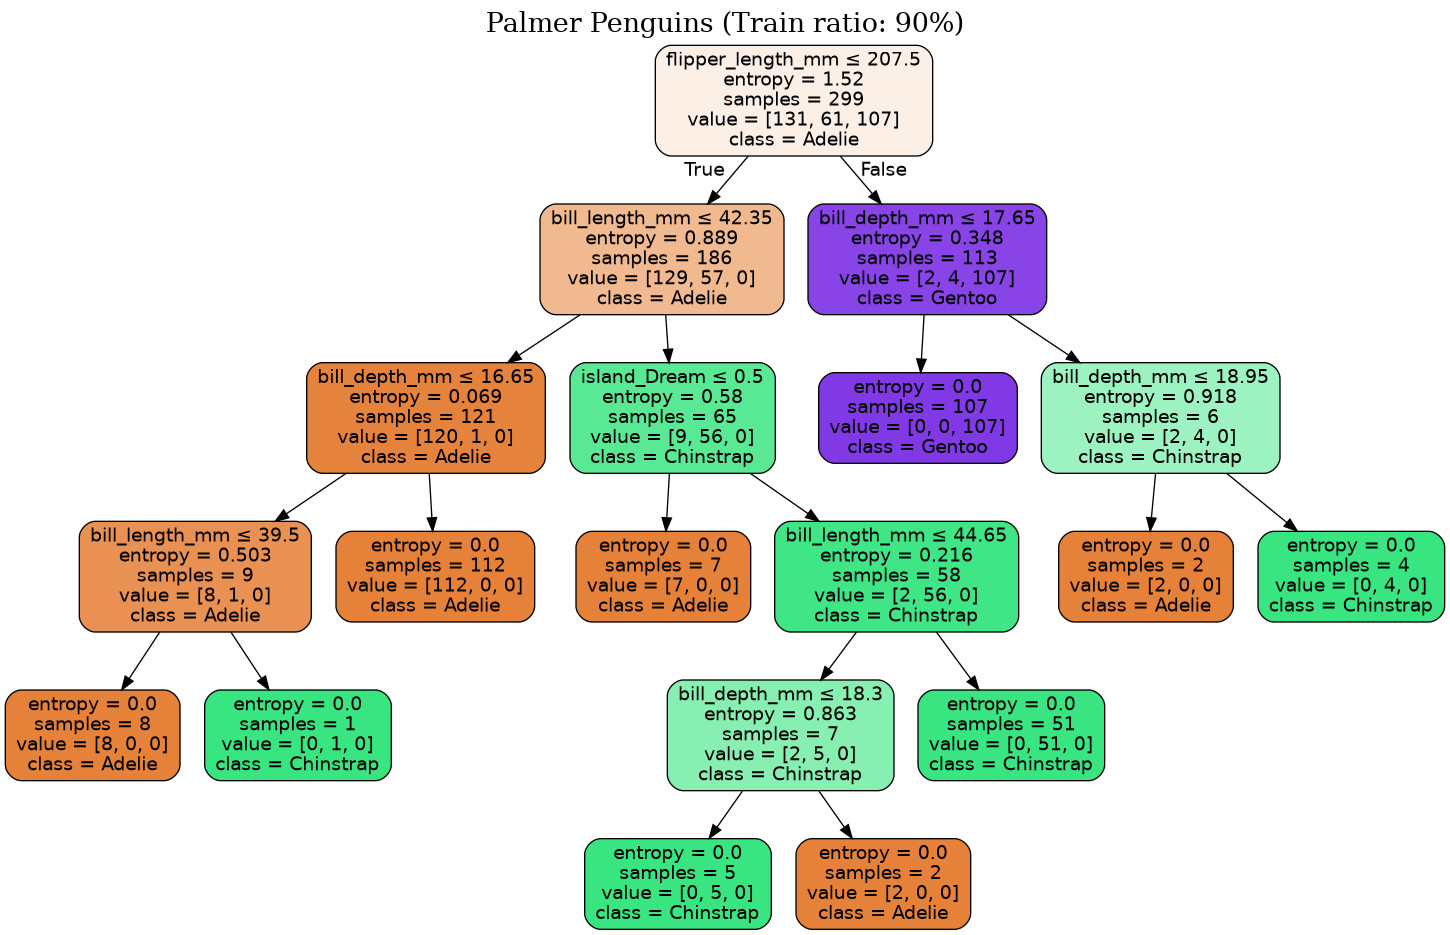 Palmer Penguins (Train ratio: 90%)
flipper_length_mm ≤ 207.5
entropy = 1.52
samples = 299
value = [131, 61, 107]
class = Adelie
True
False
bill_length_mm ≤ 42.35
entropy = 0.889
samples = 186
value = [129, 57, 0]
class = Adelie
bill_depth_mm ≤ 17.65
entropy = 0.348
samples = 113
value = [2, 4, 107]
class = Gentoo
bill_depth_mm ≤ 16.65
entropy = 0.069
samples = 121
value = [120, 1, 0]
class = Adelie
island_Dream ≤ 0.5
entropy = 0.58
samples = 65
value = [9, 56, 0]
class = Chinstrap
entropy = 0.0
samples = 107
value = [0, 0, 107]
class = Gentoo
bill_depth_mm ≤ 18.95
entropy = 0.918
samples = 6
value = [2, 4, 0]
class = Chinstrap
bill_length_mm ≤ 39.5
entropy = 0.503
samples = 9
value = [8, 1, 0]
class = Adelie
entropy = 0.0
samples = 112
value = [112, 0, 0]
class = Adelie
entropy = 0.0
samples = 7
value = [7, 0, 0]
class = Adelie
bill_length_mm ≤ 44.65
entropy = 0.216
samples = 58
value = [2, 56, 0]
class = Chinstrap
entropy = 0.0
samples = 2
value = [2, 0, 0]
class = Adelie
entropy = 0.0
samples = 4
value = [0, 4, 0]
class = Chinstrap
entropy = 0.0
samples = 8
value = [8, 0, 0]
class = Adelie
entropy = 0.0
samples = 1
value = [0, 1, 0]
class = Chinstrap
bill_depth_mm ≤ 18.3
entropy = 0.863
samples = 7
value = [2, 5, 0]
class = Chinstrap
entropy = 0.0
samples = 51
value = [0, 51, 0]
class = Chinstrap
entropy = 0.0
samples = 5
value = [0, 5, 0]
class = Chinstrap
entropy = 0.0
samples = 2
value = [2, 0, 0]
class = Adelie